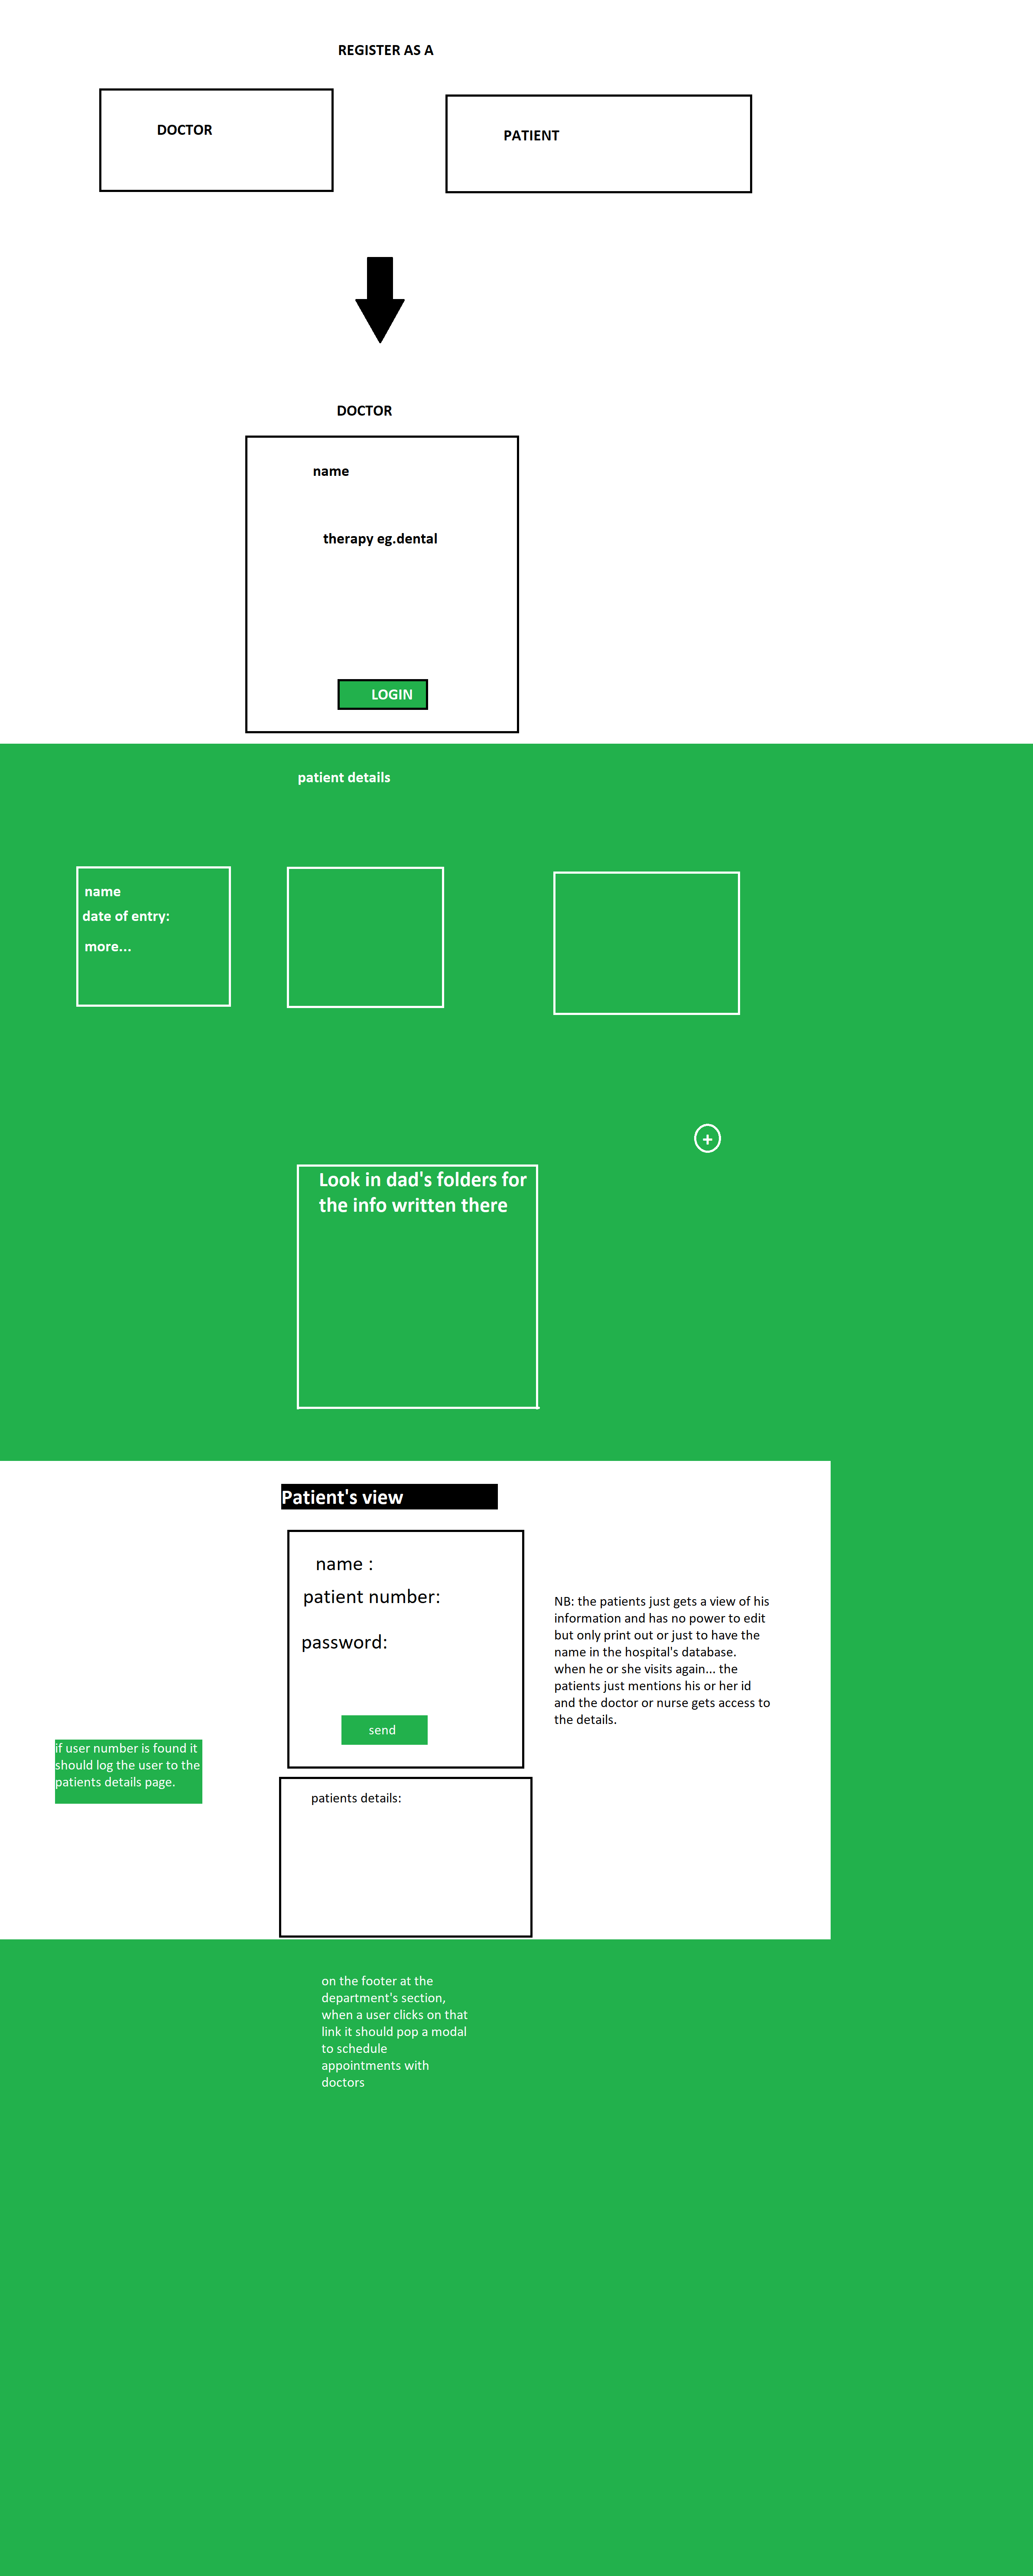 REGISTER AS A
DOCTOR
PATIENT
DOCTOR
name
therapy eg.dental
LOGIN
patient details
name
date of entry:
more...
+
Look in dad's folders for
the info written there
Patient's view
name :
patient number:
password:
send
NB: the patients just gets a view of his
information and has no power to edit
but only print out or just to have the
name in the hospital's database.
when he or she visits again... the
patients just mentions his or her id
and the doctor or nurse gets access to
the details.
if user number is found it
should log the user to the
patients details page.
patients details:
on the footer at the
department's section,
when a user clicks on that
link it should pop a modal
to schedule
appointments with
doctors